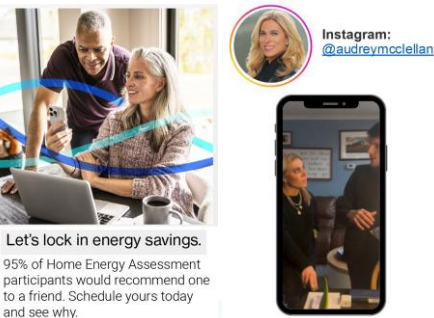 Let's lock in energy savings.
95% of Home Energy Assessment
participants would recommend one
to a friend. Schedule yours today
and see why.
Instagram:
@audreymcclellan